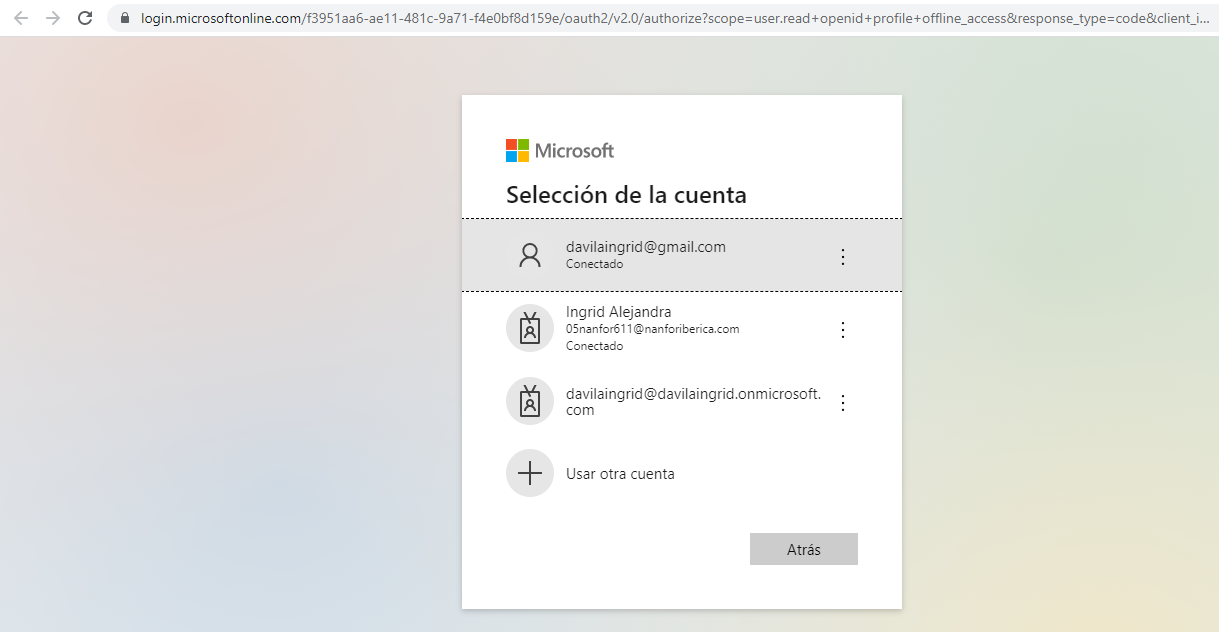 login.microsoftonline.com/f3951aa6-ae11-481c-9a71-f4e0bf8d159e/oauth2/v2.0/authorize?scope=user.read+openid+profile+offline_access&response_type=code&client_i...
Microsoft
Selección de la cuenta
davilaingrid@gmail.com
Conectado
Ingrid Alejandra
05nanfor611@nanforiberica.com
Conectado
davilaingrid@davilaingrid.onmicrosoft.
com
Usar otra cuenta
Atrás